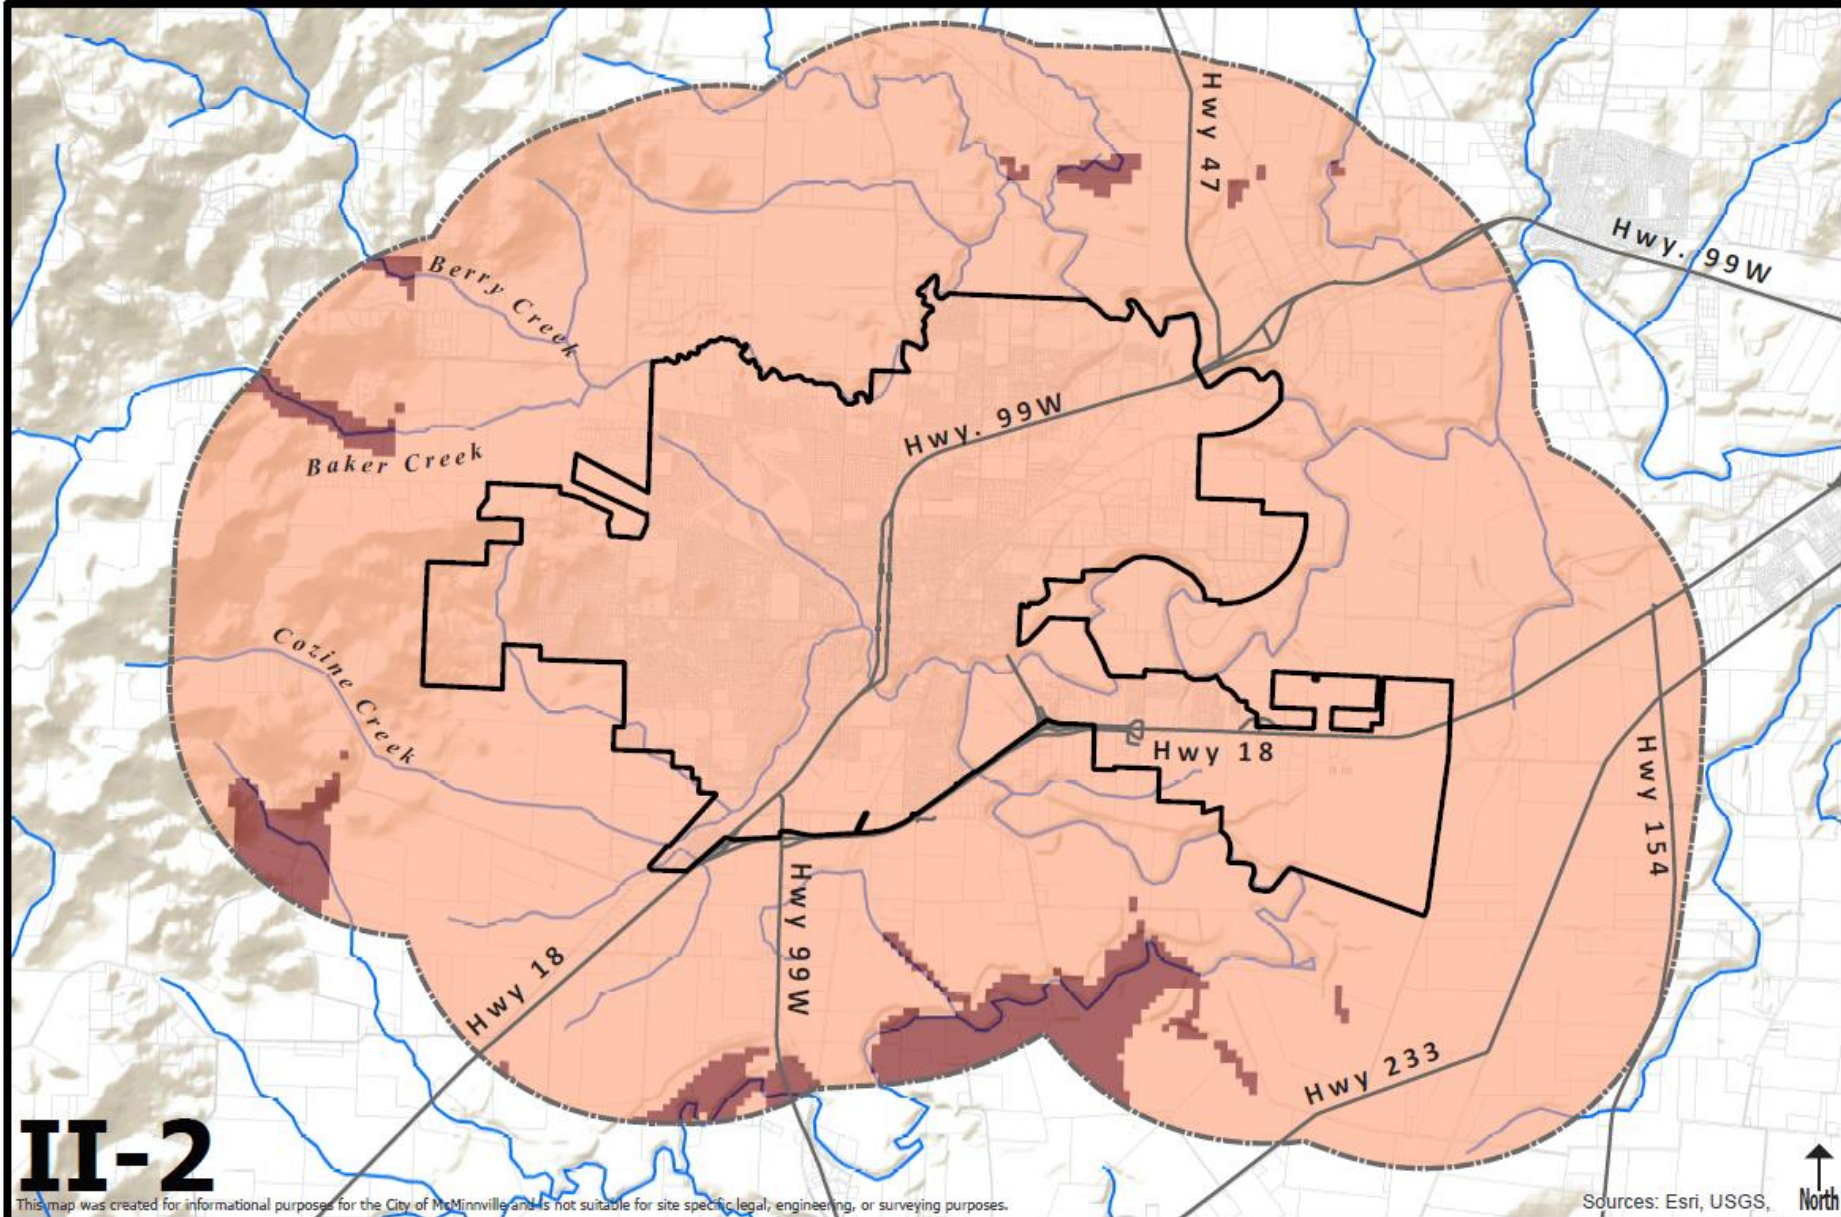 Hwy 47
Hwy. 99W
Berry Creek
Hwy. 99W
Baker Creek
Cozine Creek
Hwy 18
Hwy 154
Hwy 99W
Hwy 18
Hwy 233
II-2
This map was created for informational purposes for the City of McMinnville and is not suitable for site specific legal, engineering, or surveying purposes.
Sources: Esri, USGS,
North